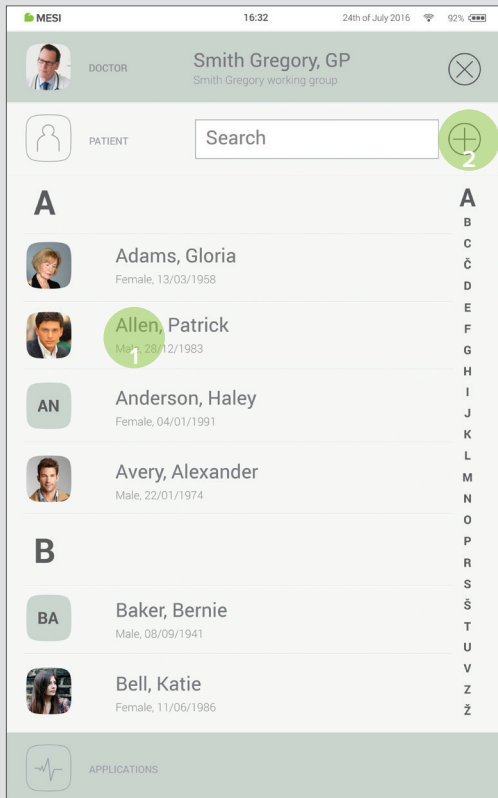 MESI 16:32 24th of July 2016 92%
DOCTOR
Smith Gregory, GP
Smith Gregory working group
PATIENT
Search
2
A
Adams, Gloria
Female, 13/03/1958
Allen, Patrick
Male, 28/12/1983
1
AN
Anderson, Haley
Female, 04/01/1991
Avery, Alexander
Male, 22/01/1974
B
BA
Baker, Bernie
Male, 08/09/1941
Bell, Katie
Female, 11/06/1986
A
B
C
Č
D
E
F
G
H
I
J
K
L
M
N
O
P
R
S
Š
T
U
V
Z
Ž
APPLICATIONS